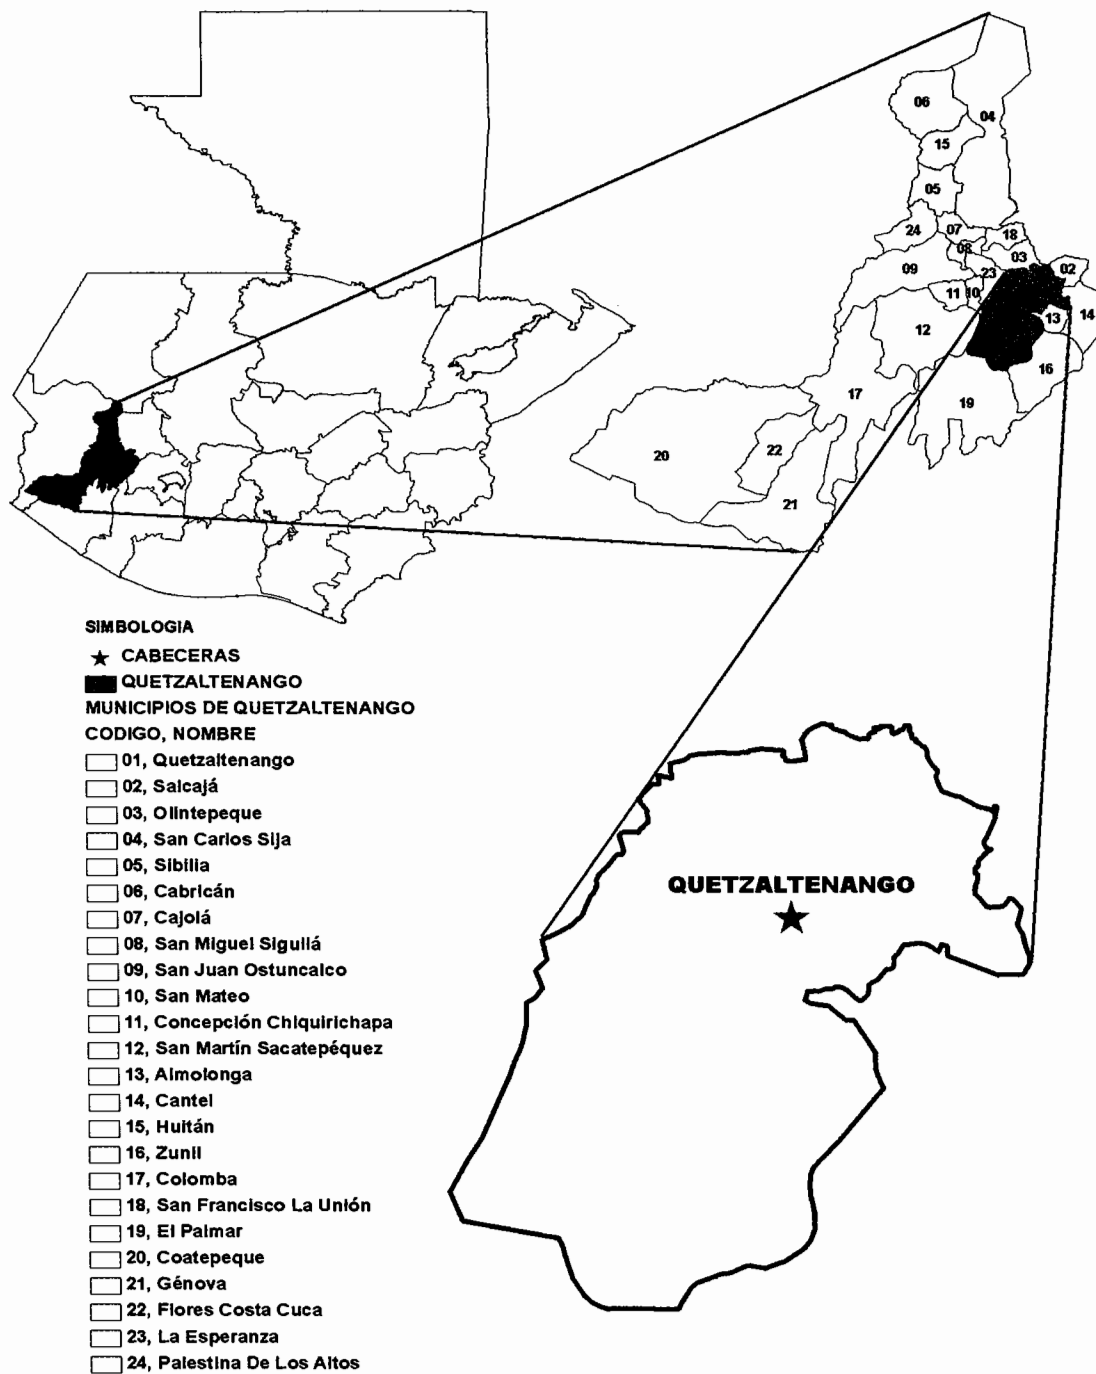 06
04
15
05
24
07
18
08
03
09
23
02
11
10
13
14
12
16
17
19
22
20
21
SIMBOLOGIA
★ CABECERAS
QUETZALTENANGO
MUNICIPIOS DE QUETZALTENANGO
CODIGO, NOMBRE
01, Quetzaltenango
02, Salcajá
03, Olintepeque
04, San Carlos Sija
05, Sibilia
06, Cabricán
07, Cajolá
08, San Miguel Sigullá
09, San Juan Ostuncalco
10, San Mateo
11, Concepción Chiquirichapa
12, San Martín Sacatepéquez
13, Almolonga
14, Cantel
15, Huitán
16, Zunil
17, Colomba
18, San Francisco La Unión
19, El Palmar
20, Coatepeque
21, Génova
22, Flores Costa Cuca
23, La Esperanza
24, Palestina De Los Altos
QUETZALTENANGO